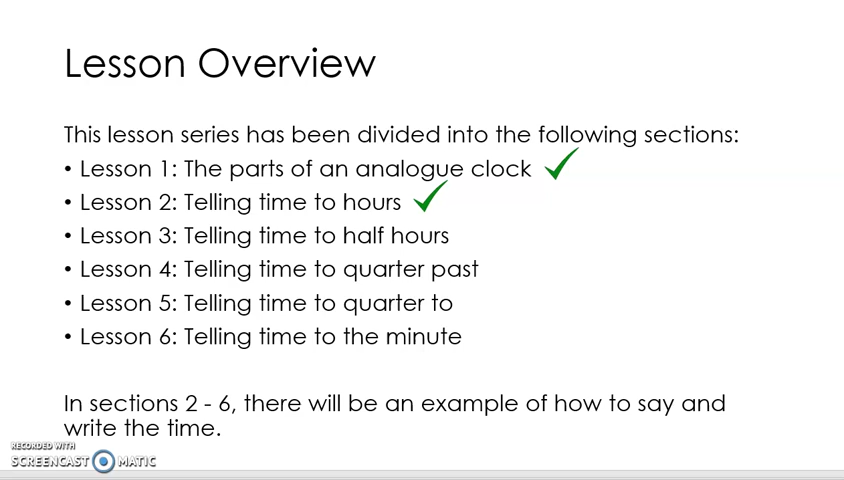 Lesson Overview
This lesson series has been divided into the following sections:
• Lesson 1: The parts of an analogue clock
• Lesson 2: Telling time to hours
• Lesson 3: Telling time to half hours
• Lesson 4: Telling time to quarter past
• Lesson 5: Telling time to quarter to
• Lesson 6: Telling time to the minute
In sections 2 - 6, there will be an example of how to say and
write the time.
RECORDED WITH
SCREENCAST MATIC